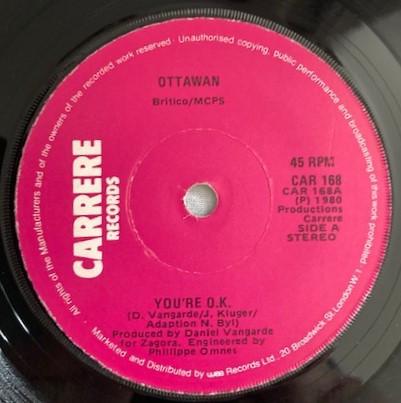 All rights of the Manufacturers and of the owners of the recorded work reserved · Unauthorised copying, public performance and broadcasting of this work prohibited.
OTTAWAN
Britico/MCPS
CARRERE
RECORDS
45 RPM
CAR 168
CAR 168A
(P) 1980
Productions
Carrere
SIDE A
STEREO
YOU'RE O.K.
(D. Vangarde/J. Kluger/
Adaption N. Byl)
Produced by Daniel Vangarde
for Zagora. Engineered by
Philippe Omnes
Marketed and Distributed by wea Records Ltd., 20 Broadwick St, London W 1